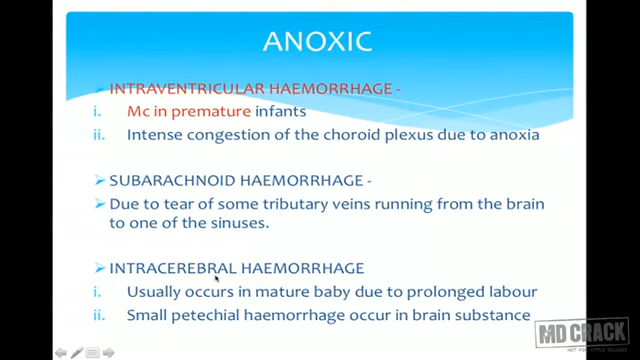 ANOXIC
INTRAVENTRICULAR HAEMORRHAGE -
i. Mc in premature infants
ii. Intense congestion of the choroid plexus due to anoxia
SUBARACHNOID HAEMORRHAGE -
Due to tear of some tributary veins running from the brain
to one of the sinuses.
INTRACEREBRAL HAEMORRHAGE
i. Usually occurs in mature baby due to prolonged labour
ii. Small petechial haemorrhage occur in brain substance
MD CRACK